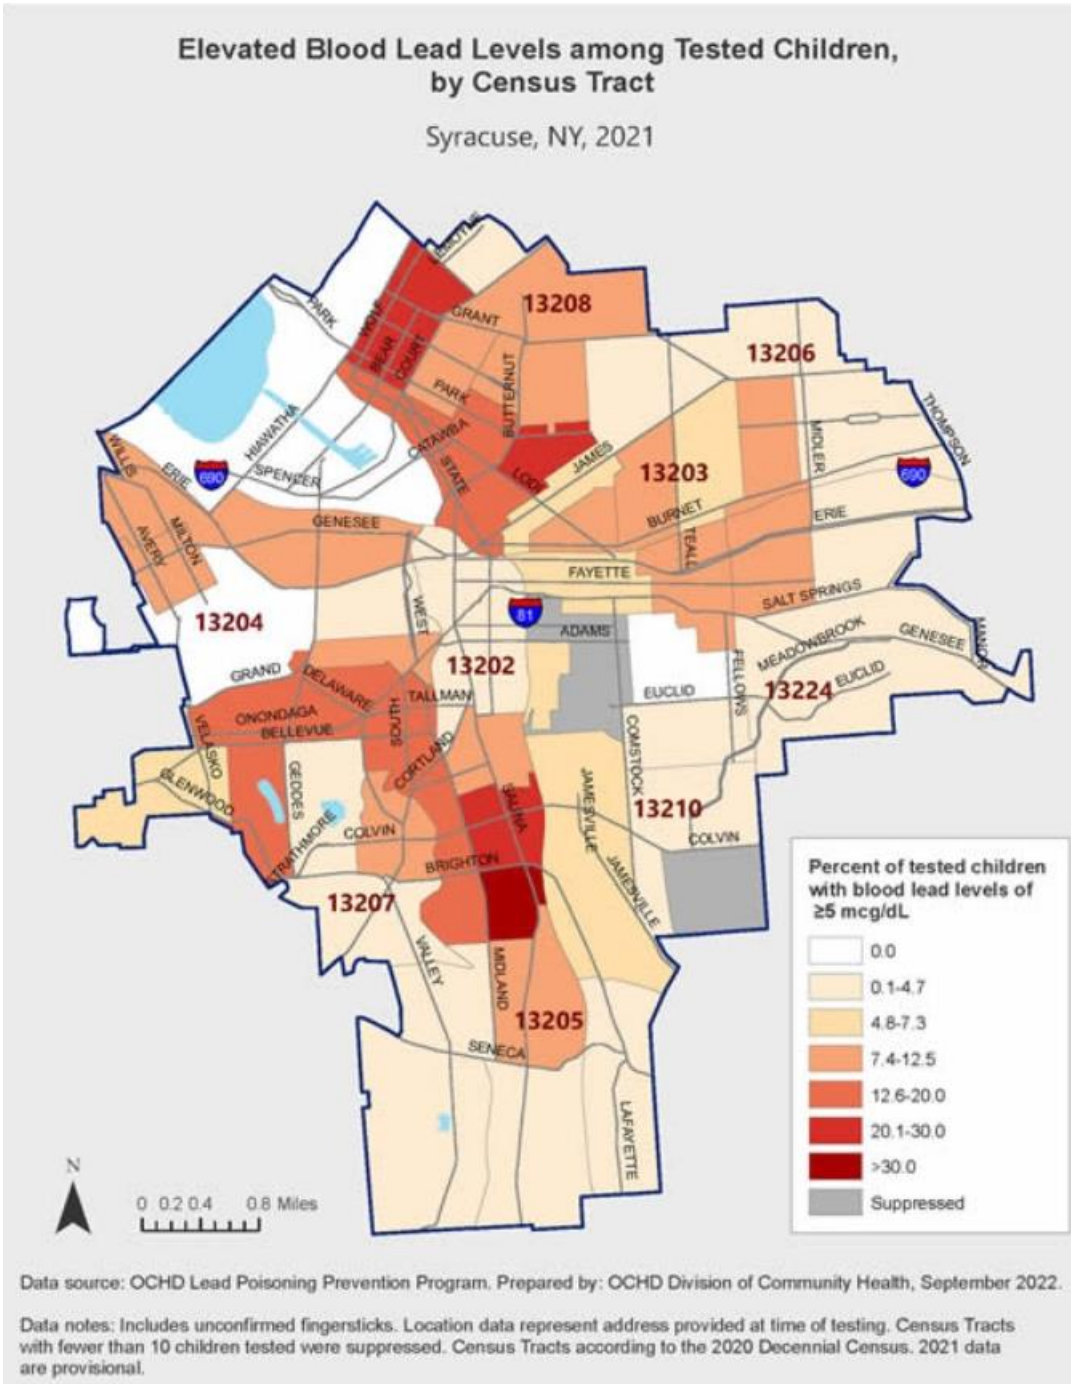 Elevated Blood Lead Levels among Tested Children,
by Census Tract
Syracuse, NY, 2021
LEMOYNE
PARK
WOLF
BEAR
COURT
GRANT
13208
13206
BUTTERNUT
PARK
THOMPSON
HIAWATHA
CATAWBA
MIDLER
WILLIS
ERIE
690
SPENCER
STATE
LODI
JAMES
13203
690
BURNET
ERIE
AVERY
MILTON
GENESEE
TEALL
FAYETTE
SALT SPRINGS
WEST
81
ADAMS
13204
MEADOWBROOK
GENESEE
MANOR
GRAND
DELAWARE
13202
TALLMAN
EUCLID
FELLOWS
13224
EUCLID
ONONDAGA
BELLEVUE
SOUTH
VELASKO
CORTLAND
COMSTOCK
GLENWOOD
GEDDES
SALINA
JAMESVILLE
13210
STRATHMORE
COLVIN
COLVIN
BRIGHTON
JAMESVILLE
13207
VALLEY
MIDLAND
13205
SENECA
LAFAYETTE
Percent of tested children
with blood lead levels of
≥5 mcg/dL
0.0
0.1-4.7
4.8-7.3
7.4-12.5
12.6-20.0
20.1-30.0
>30.0
Suppressed
N
0 0.2 0.4 0.8 Miles
Data source: OCHD Lead Poisoning Prevention Program. Prepared by: OCHD Division of Community Health, September 2022.
Data notes: Includes unconfirmed fingersticks. Location data represent address provided at time of testing. Census Tracts
with fewer than 10 children tested were suppressed. Census Tracts according to the 2020 Decennial Census. 2021 data
are provisional.